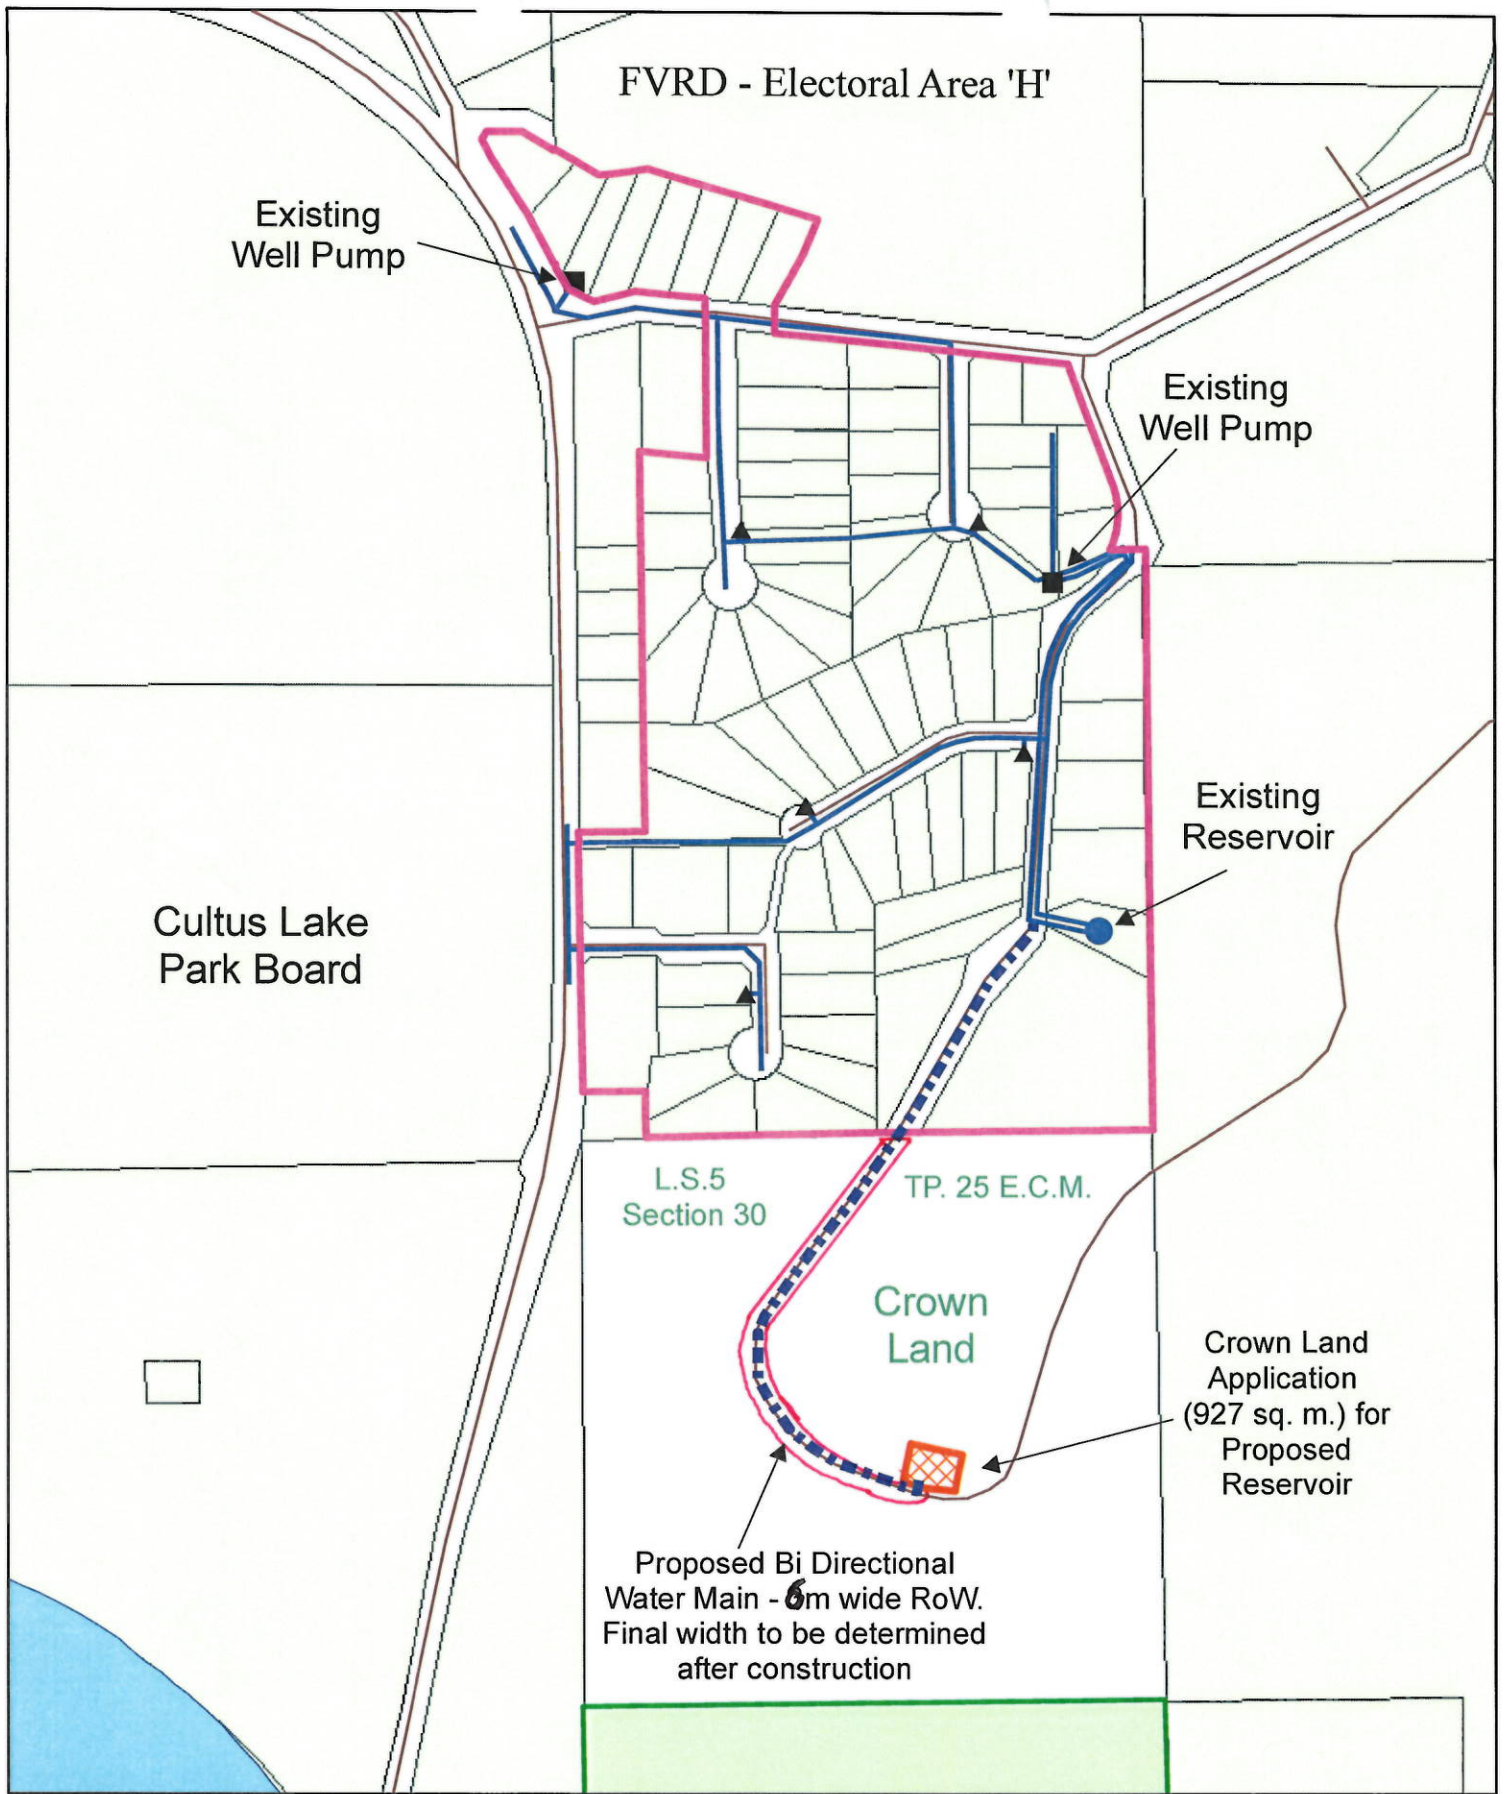 FVRD - Electoral Area 'H'
Existing
Well Pump
Existing
Well Pump
Existing
Reservoir
Cultus Lake
Park Board
L.S.5
Section 30
TP. 25 E.C.M.
Crown
Land
Crown Land
Application
(927 sq. m.) for
Proposed
Reservoir
Proposed Bi Directional
Water Main - 6m wide RoW.
Final width to be determined
after construction